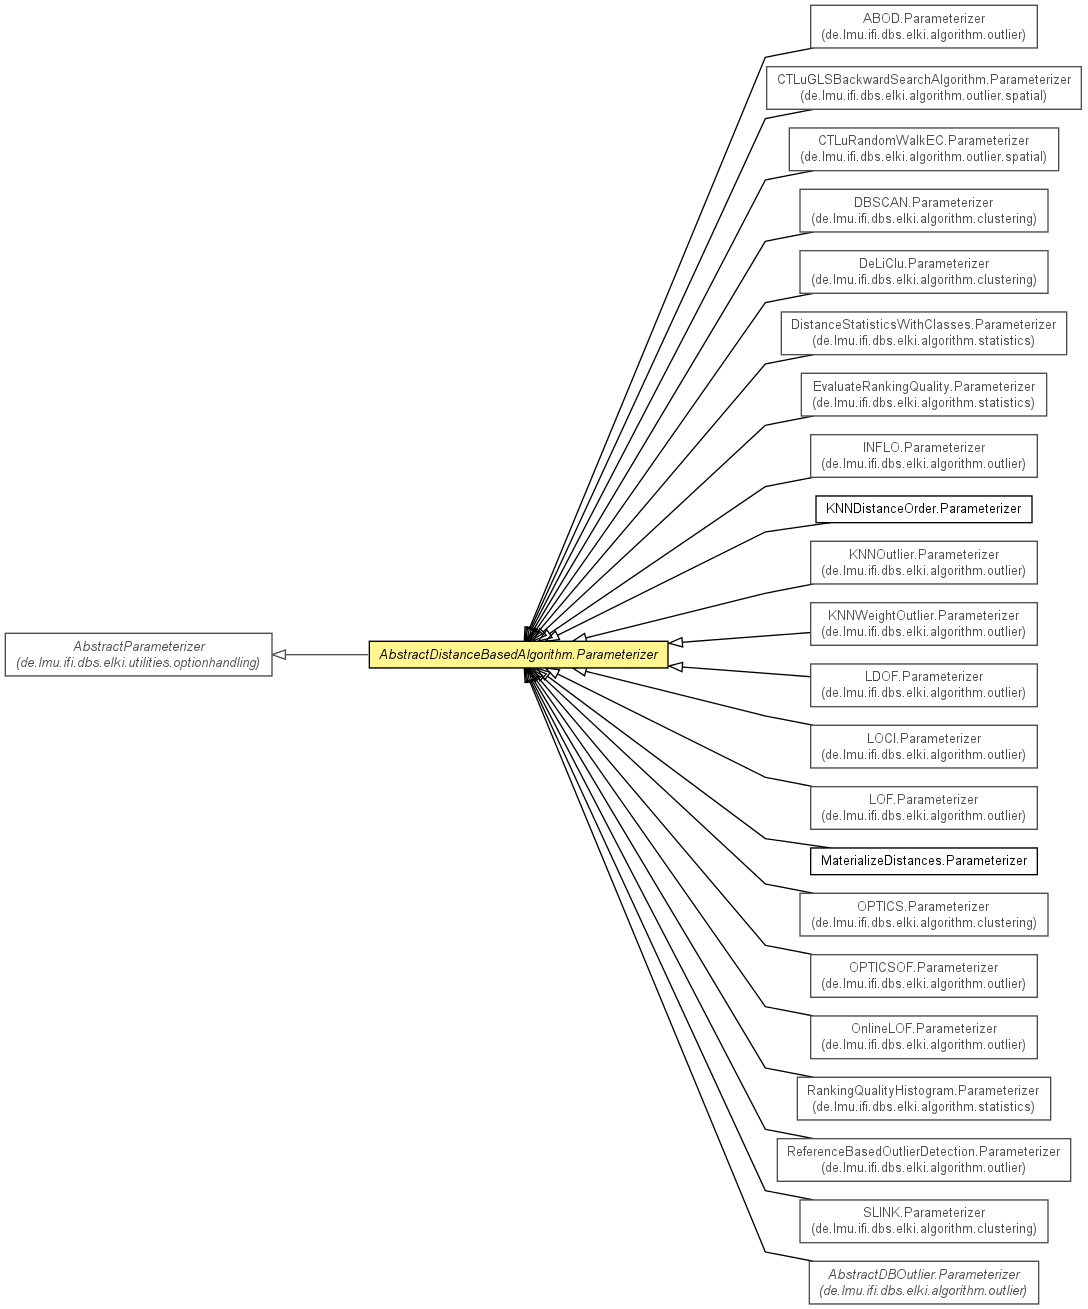 ABOD.Parameterizer
(de.lmu.ifi.dbs.elki.algorithm.outlier)
CTLuGLSBackwardSearchAlgorithm.Parameterizer
(de.lmu.ifi.dbs.elki.algorithm.outlier.spatial)
CTLuRandomWalkEC.Parameterizer
(de.lmu.ifi.dbs.elki.algorithm.outlier.spatial)
DBSCAN.Parameterizer
(de.lmu.ifi.dbs.elki.algorithm.clustering)
DeLiClu.Parameterizer
(de.lmu.ifi.dbs.elki.algorithm.clustering)
DistanceStatisticsWithClasses.Parameterizer
(de.lmu.ifi.dbs.elki.algorithm.statistics)
EvaluateRankingQuality.Parameterizer
(de.lmu.ifi.dbs.elki.algorithm.statistics)
INFLO.Parameterizer
(de.lmu.ifi.dbs.elki.algorithm.outlier)
KNNDistanceOrder.Parameterizer
KNNOutlier.Parameterizer
(de.lmu.ifi.dbs.elki.algorithm.outlier)
KNNWeightOutlier.Parameterizer
(de.lmu.ifi.dbs.elki.algorithm.outlier)
AbstractParameterizer
(de.lmu.ifi.dbs.elki.utilities.optionhandling)
AbstractDistanceBasedAlgorithm.Parameterizer
LDOF.Parameterizer
(de.lmu.ifi.dbs.elki.algorithm.outlier)
LOCI.Parameterizer
(de.lmu.ifi.dbs.elki.algorithm.outlier)
LOF.Parameterizer
(de.lmu.ifi.dbs.elki.algorithm.outlier)
MaterializeDistances.Parameterizer
OPTICS.Parameterizer
(de.lmu.ifi.dbs.elki.algorithm.clustering)
OPTICSOF.Parameterizer
(de.lmu.ifi.dbs.elki.algorithm.outlier)
OnlineLOF.Parameterizer
(de.lmu.ifi.dbs.elki.algorithm.outlier)
RankingQualityHistogram.Parameterizer
(de.lmu.ifi.dbs.elki.algorithm.statistics)
ReferenceBasedOutlierDetection.Parameterizer
(de.lmu.ifi.dbs.elki.algorithm.outlier)
SLINK.Parameterizer
(de.lmu.ifi.dbs.elki.algorithm.clustering)
AbstractDBOutlier.Parameterizer
(de.lmu.ifi.dbs.elki.algorithm.outlier)